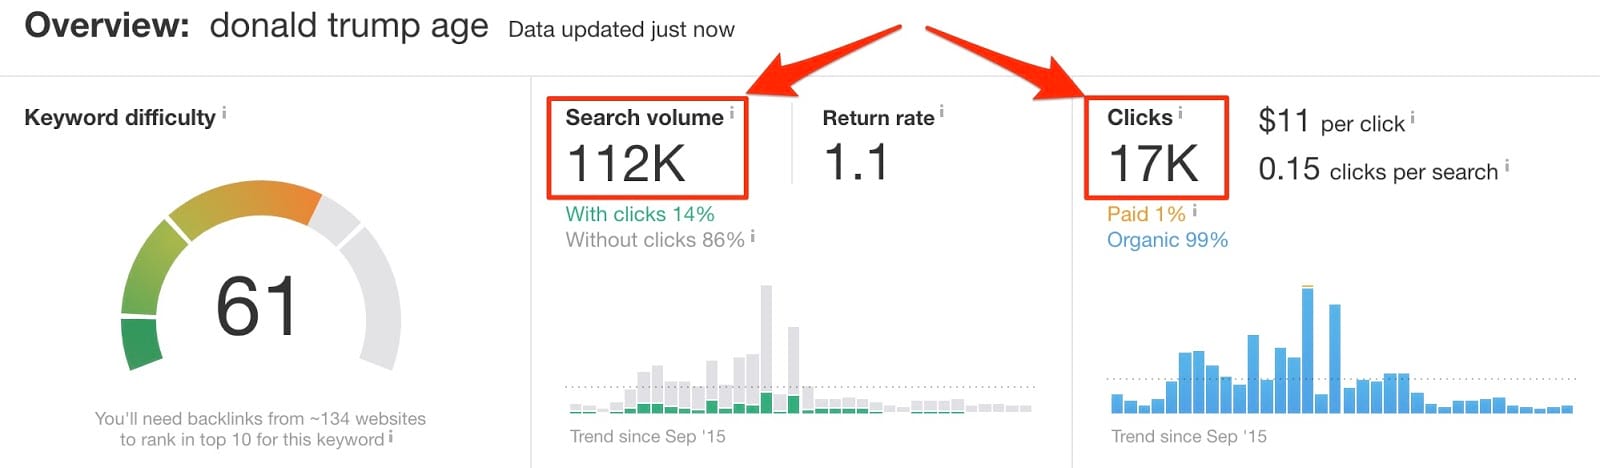 Overview: donald trump age Data updated just now
Keyword difficulty i
61
You'll need backlinks from ~134 websites
to rank in top 10 for this keyword i
Search volume i
112K
With clicks 14%
Without clicks 86% i
Trend since Sep '15
Return rate i
1.1
Clicks i
17K
Paid 1% i
Organic 99%
$11 per click i
0.15 clicks per search i
Trend since Sep '15